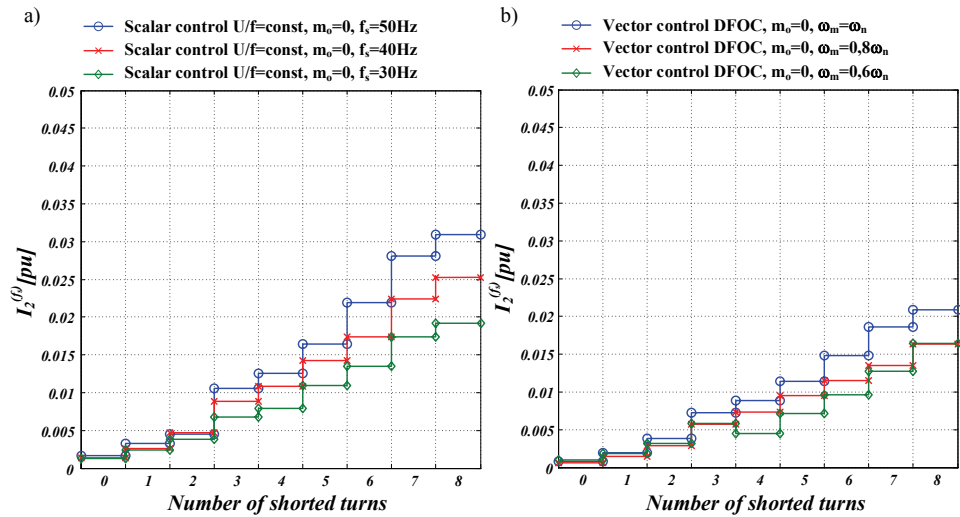 a)
Scalar control U/f=const, mₒ=0, fₛ=50Hz
Scalar control U/f=const, mₒ=0, fₛ=40Hz
Scalar control U/f=const, mₒ=0, fₛ=30Hz
0.05
0.045
0.04
0.035
0.03
0.025
0.02
0.015
0.01
0.005
0
I₂⁽ᶠˢ⁾[pu]
0 1 2 3 4 5 6 7 8
Number of shorted turns
b)
Vector control DFOC, mₒ=0, ωₘ=ωₙ
Vector control DFOC, mₒ=0, ωₘ=0,8ωₙ
Vector control DFOC, mₒ=0, ωₘ=0,6ωₙ
0.05
0.045
0.04
0.035
0.03
0.025
0.02
0.015
0.01
0.005
0
I₂⁽ᶠˢ⁾[pu]
0 1 2 3 4 5 6 7 8
Number of shorted turns